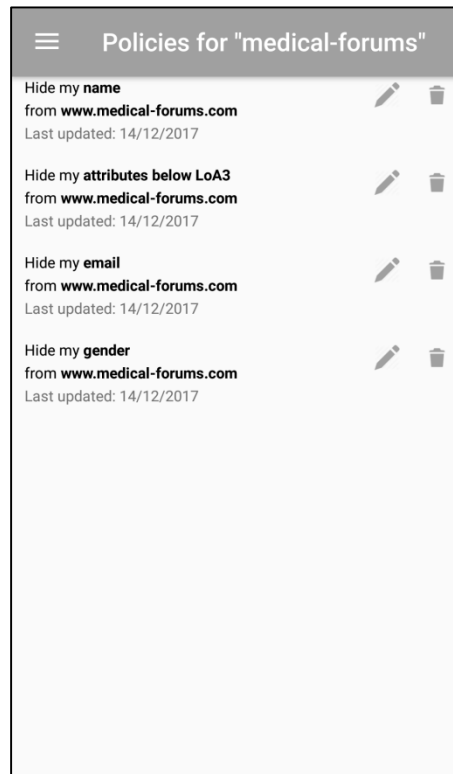 Policies for "medical-forums"
Hide my name
from www.medical-forums.com
Last updated: 14/12/2017
Hide my attributes below LoA3
from www.medical-forums.com
Last updated: 14/12/2017
Hide my email
from www.medical-forums.com
Last updated: 14/12/2017
Hide my gender
from www.medical-forums.com
Last updated: 14/12/2017